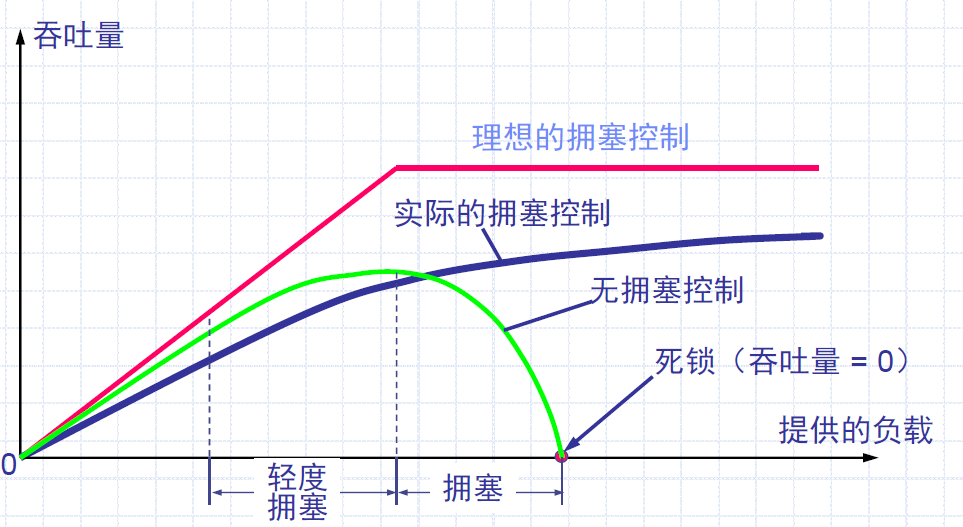 吞吐量
理想的拥塞控制
实际的拥塞控制
无拥塞控制
死锁（吞吐量 = 0）
提供的负载
0
轻度
拥塞
拥塞